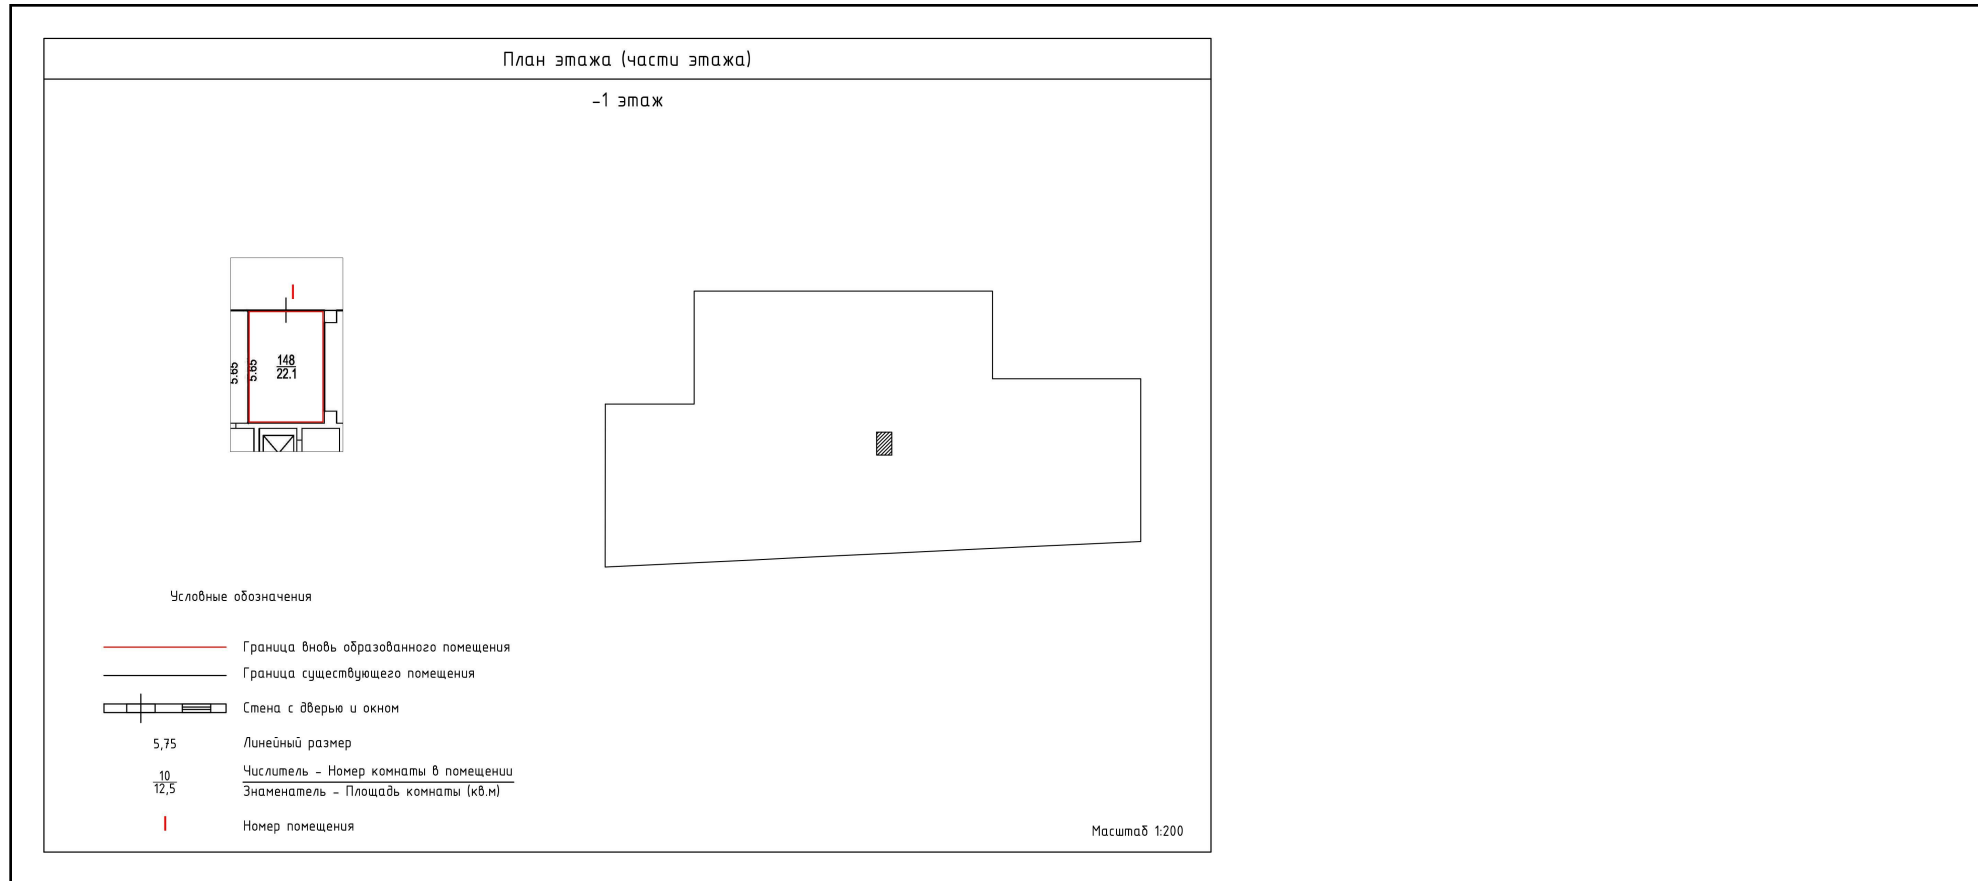 План этажа (части этажа)
-1 этаж
I
5.65
5.65
148
22.1
Условные обозначения
Граница вновь образованного помещения
Граница существующего помещения
Стена с дверью и окном
5,75
Линейный размер
10
12,5
Числитель - Номер комнаты в помещении
Знаменатель - Площадь комнаты (кв.м)
I
Номер помещения
Масштаб 1:200